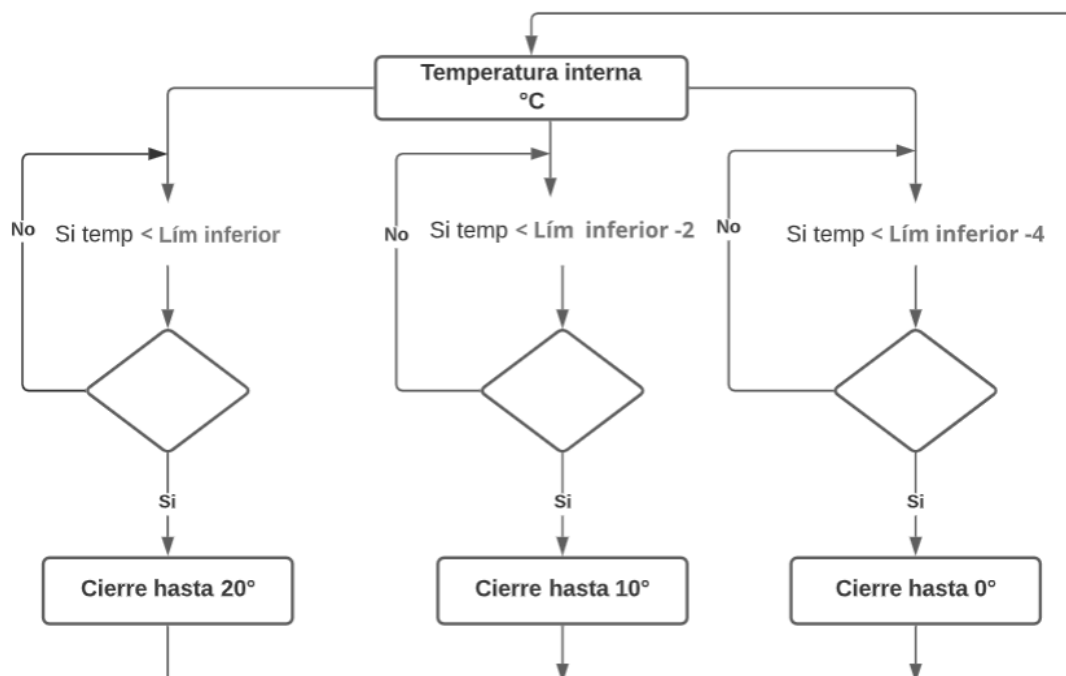 Temperatura interna
°C
No
Si temp < Lím inferior
No
Si temp < Lím inferior -2
No
Si temp < Lím inferior -4
Si
Si
Si
Cierre hasta 20°
Cierre hasta 10°
Cierre hasta 0°